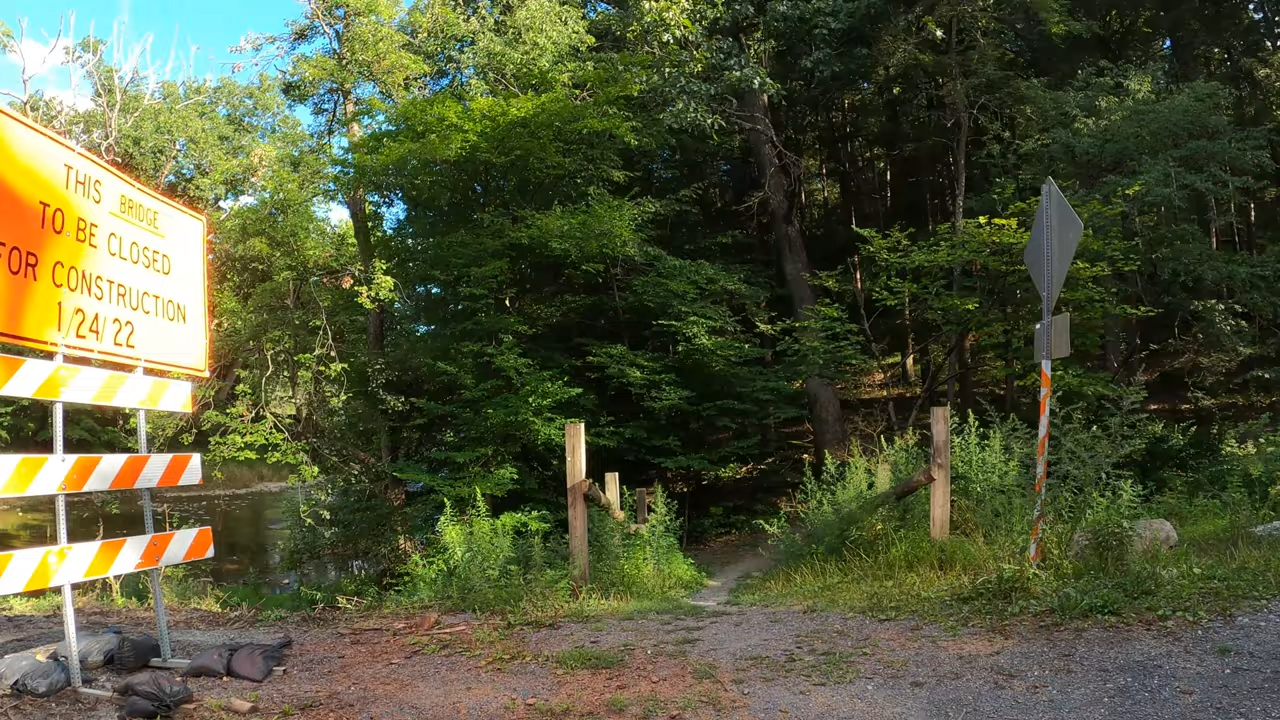 THIS BRIDGE
TO BE CLOSED
FOR CONSTRUCTION
1/24/22